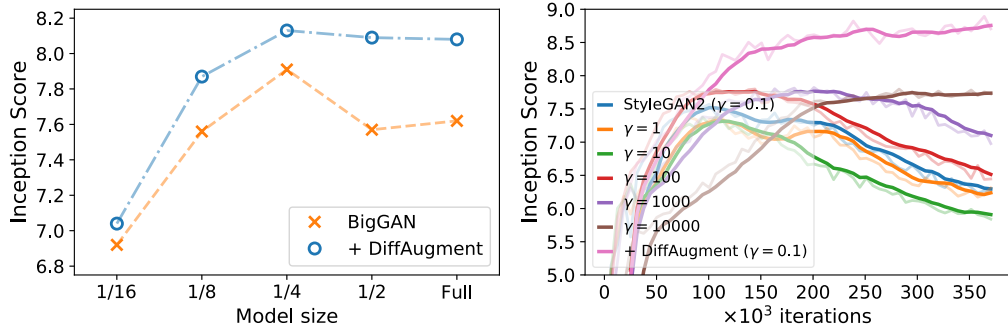 8.2
8.0
7.8
7.6
7.4
7.2
7.0
6.8
Inception Score
1/16
1/8
1/4
1/2
Full
Model size
BigGAN
+ DiffAugment
9.0
8.5
8.0
7.5
7.0
6.5
6.0
5.5
5.0
Inception Score
StyleGAN2 (γ = 0.1)
γ = 1
γ = 10
γ = 100
γ = 1000
γ = 10000
+ DiffAugment (γ = 0.1)
0
50
100
150
200
250
300
350
×10³ iterations